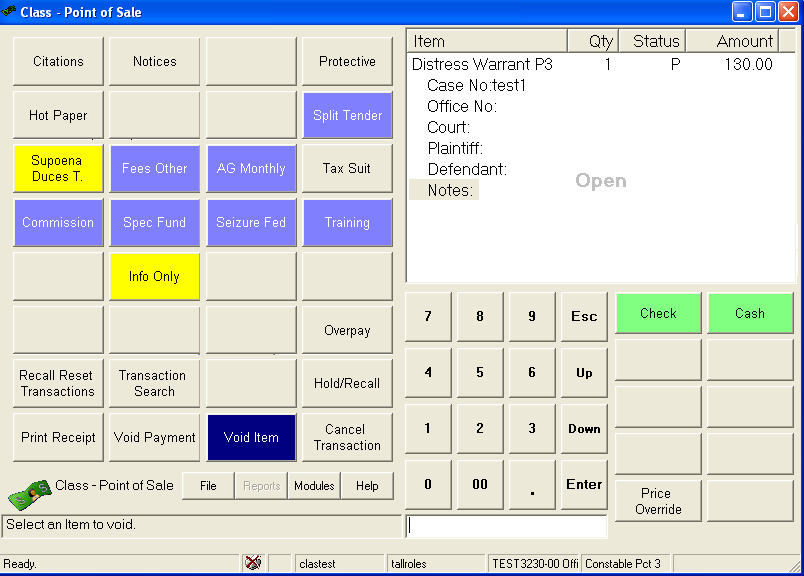 Class - Point of Sale
Citations
Notices
Protective
Hot Paper
Split Tender
Supoena
Duces T.
Fees Other
AG Monthly
Tax Suit
Commission
Spec Fund
Seizure Fed
Training
Info Only
Overpay
Recall Reset
Transactions
Transaction
Search
Hold/Recall
Print Receipt
Void Payment
Void Item
Cancel
Transaction
Item Qty Status Amount
Distress Warrant P3 1 P 130.00
Case No:test1
Office No:
Court:
Plaintiff:
Defendant:
Notes:
Open
7 8 9 Esc
4 5 6 Up
1 2 3 Down
0 00 . Enter
Check
Cash
Price
Override
Class - Point of Sale
File
Reports
Modules
Help
Select an Item to void.
Ready.
clastest
tallroles
TEST3230-00 Offi
Constable Pct 3